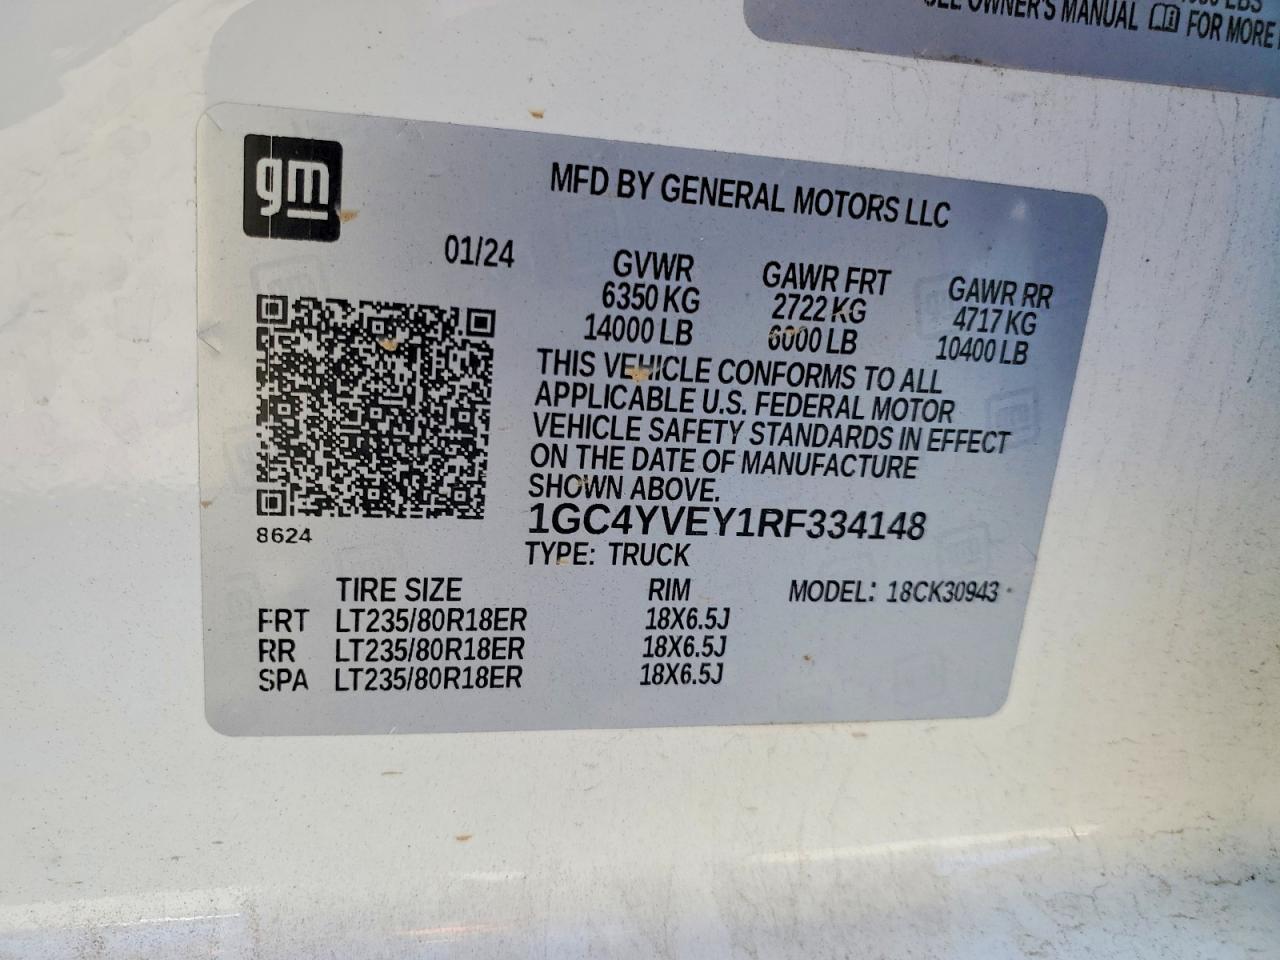 SEE OWNER'S MANUAL FOR MORE
gm
MFD BY GENERAL MOTORS LLC
01/24
GVWR GAWR FRT GAWR RR
6350 KG 2722 KG 4717 KG
14000 LB 6000 LB 10400 LB
THIS VEHICLE CONFORMS TO ALL
APPLICABLE U.S. FEDERAL MOTOR
VEHICLE SAFETY STANDARDS IN EFFECT
ON THE DATE OF MANUFACTURE
SHOWN ABOVE.
1GC4YVEY1RF334148
8624
TYPE: TRUCK
TIRE SIZE RIM MODEL: 18CK30943
FRT LT235/80R18ER 18X6.5J
RR LT235/80R18ER 18X6.5J
SPA LT235/80R18ER 18X6.5J